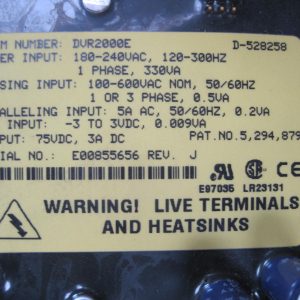 M NUMBER: DVR2000E D-528258
ER INPUT: 180-240VAC, 120-300HZ
1 PHASE, 330VA
SING INPUT: 100-600VAC NOM, 50/60HZ
1 OR 3 PHASE, 0.5VA
ALLELING INPUT: 5A AC, 50/60HZ, 0.2VA
INPUT: -3 TO 3VDC, 0.009VA
PUT: 75VDC, 3A DC PAT.NO.5,294,879
IAL NO.: E00855656 REV. J
CE
E97035 LR23131
WARNING! LIVE TERMINALS
AND HEATSINKS